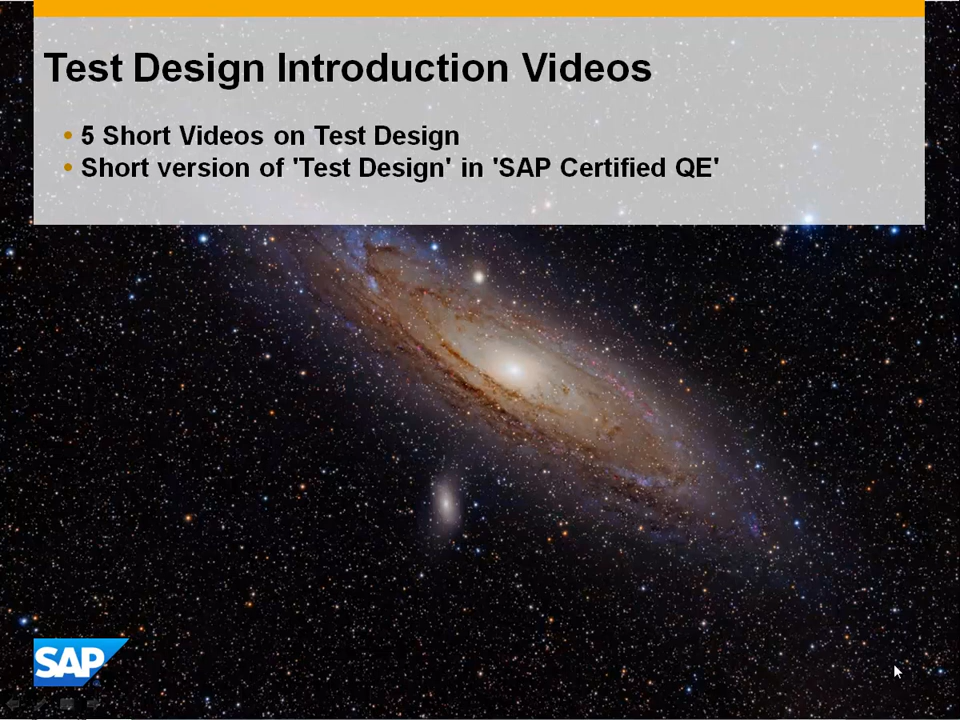 Test Design Introduction Videos
5 Short Videos on Test Design
Short version of 'Test Design' in 'SAP Certified QE'
SAP